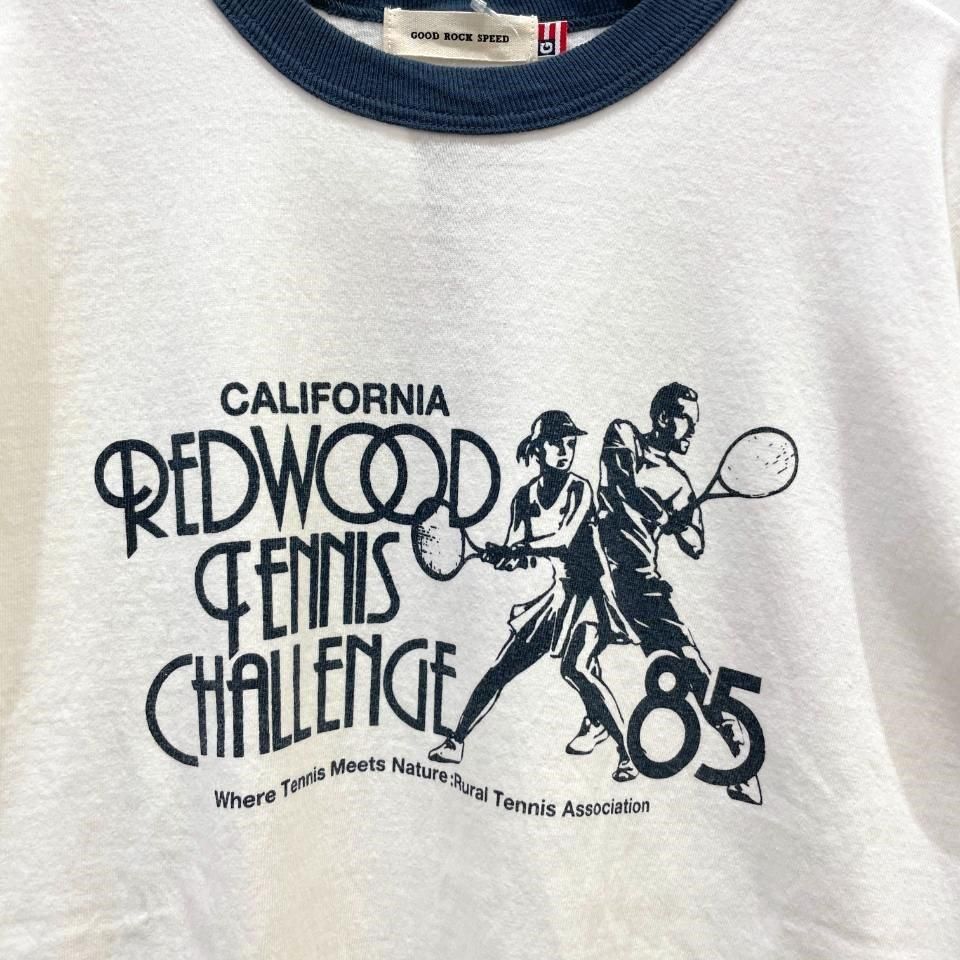 GOOD ROCK SPEED
G
CALIFORNIA
REDWOOD
TENNIS
CHALLENGE
85
Where Tennis Meets Nature:Rural Tennis Association